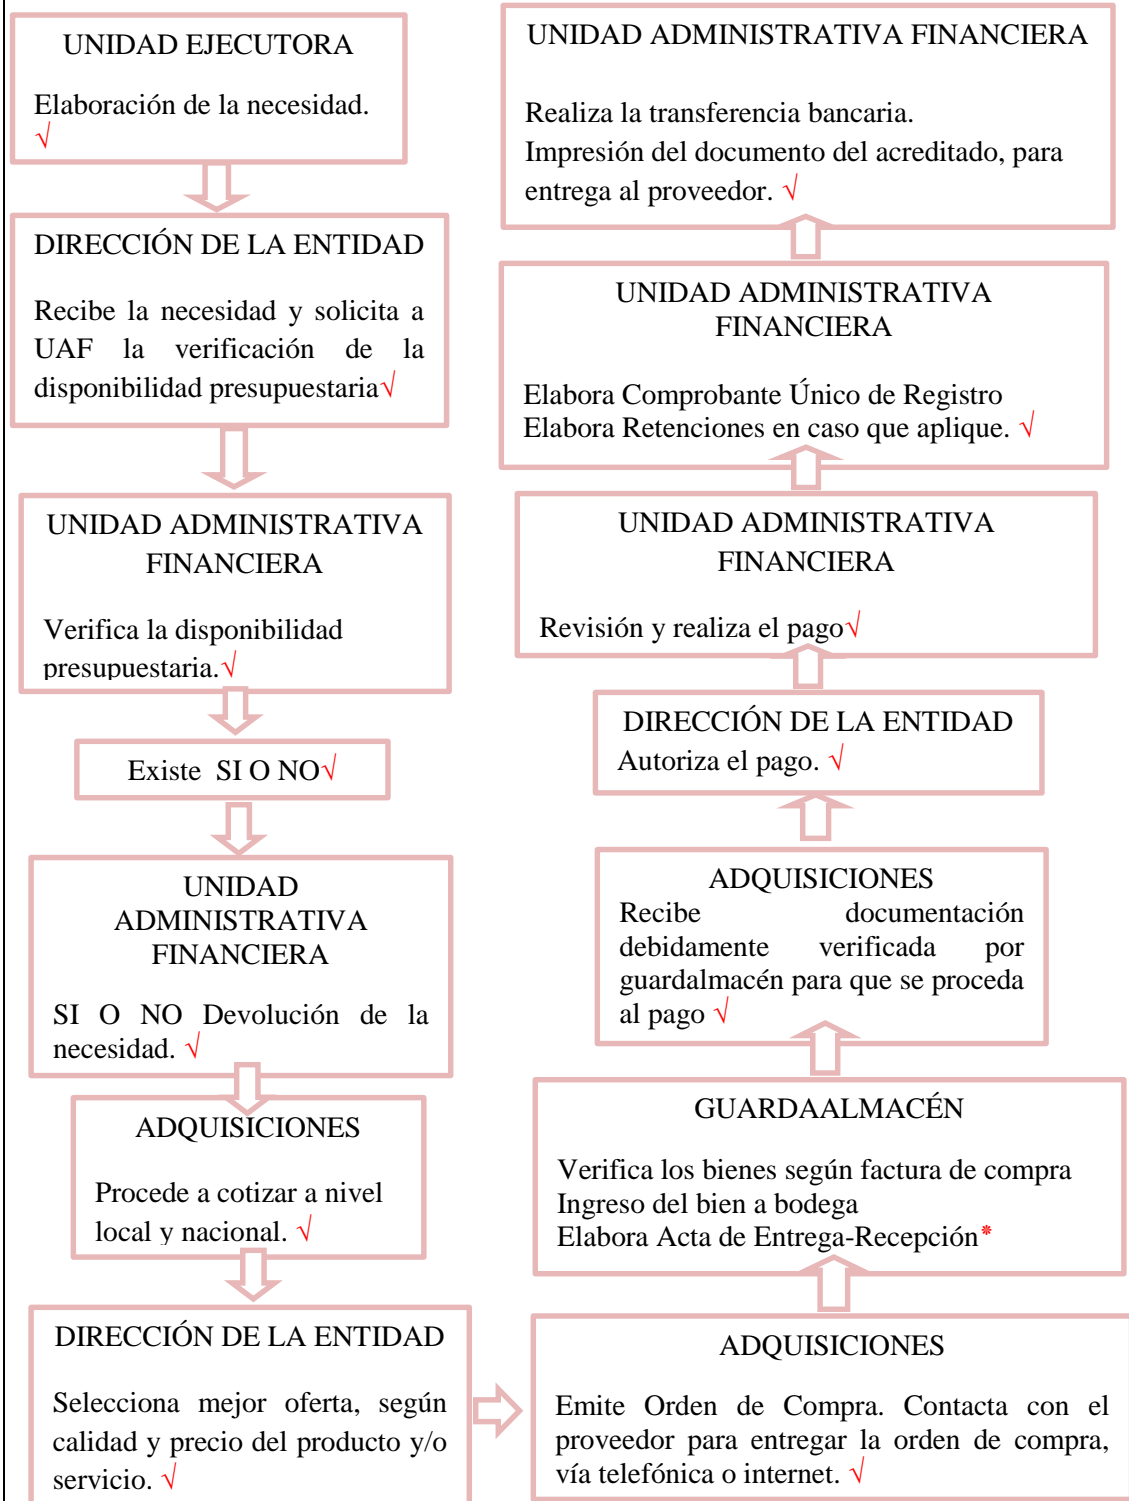 UNIDAD EJECUTORA
Elaboración de la necesidad.
√
DIRECCIÓN DE LA ENTIDAD
Recibe la necesidad y solicita a
UAF la verificación de la
disponibilidad presupuestaria√
UNIDAD ADMINISTRATIVA
FINANCIERA
Verifica la disponibilidad
presupuestaria.√
Existe SI O NO√
UNIDAD
ADMINISTRATIVA
FINANCIERA
SI O NO Devolución de la
necesidad. √
ADQUISICIONES
Procede a cotizar a nivel
local y nacional. √
DIRECCIÓN DE LA ENTIDAD
Selecciona mejor oferta, según
calidad y precio del producto y/o
servicio. √
ADQUISICIONES
Emite Orden de Compra. Contacta con el
proveedor para entregar la orden de compra,
vía telefónica o internet. √
GUARDAALMACÉN
Verifica los bienes según factura de compra
Ingreso del bien a bodega
Elabora Acta de Entrega-Recepción*
ADQUISICIONES
Recibe documentación
debidamente verificada por
guardalmacén para que se proceda
al pago √
DIRECCIÓN DE LA ENTIDAD
Autoriza el pago. √
UNIDAD ADMINISTRATIVA
FINANCIERA
Revisión y realiza el pago√
UNIDAD ADMINISTRATIVA
FINANCIERA
Elabora Comprobante Único de Registro
Elabora Retenciones en caso que aplique. √
UNIDAD ADMINISTRATIVA FINANCIERA
Realiza la transferencia bancaria.
Impresión del documento del acreditado, para
entrega al proveedor. √